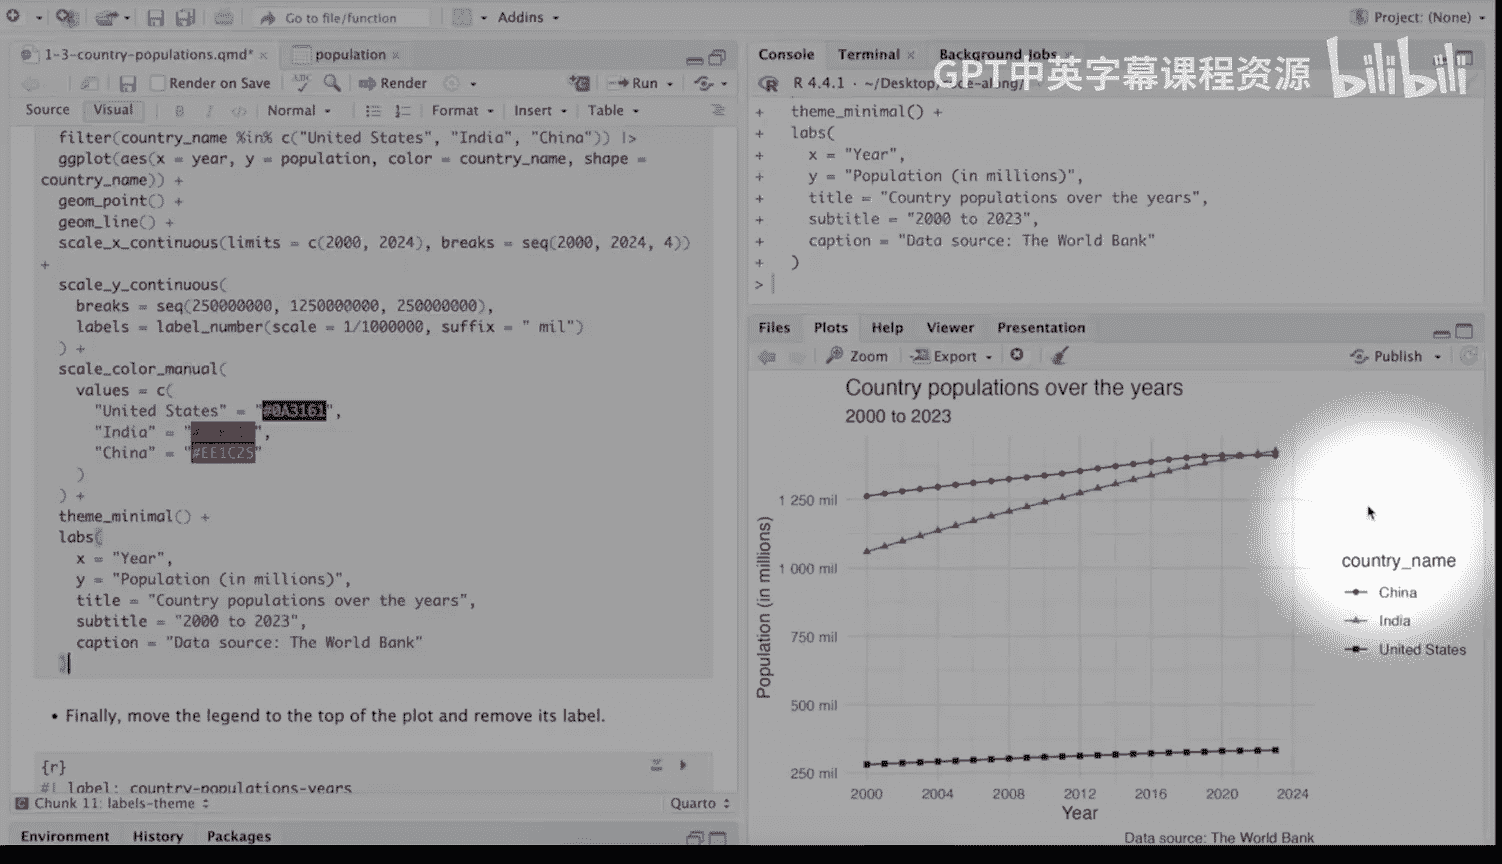 Go to file/function
Addins
Project: (None)
1-3-country-populations.qmd*
population
Render on Save
Render
Run
Source
Visual
B
I
</>
Normal
Format
Insert
Table
filter(country_name %in% c("United States", "India", "China")) |>
ggplot(aes(x = year, y = population, color = country_name, shape =
country_name)) +
geom_point() +
geom_line() +
scale_x_continuous(limits = c(2000, 2024), breaks = seq(2000, 2024, 4))
+
scale_y_continuous(
breaks = seq(250000000, 1250000000, 250000000),
labels = label_number(scale = 1/1000000, suffix = " mil")
) +
scale_color_manual(
values = c(
"United States" = "#0A3161",
"India" = "
",
"China" = "#EE1C25"
)
) +
theme_minimal() +
labs(
x = "Year",
y = "Population (in millions)",
title = "Country populations over the years",
subtitle = "2000 to 2023",
caption = "Data source: The World Bank"
)
• Finally, move the legend to the top of the plot and remove its label.
{r}
#| label: country-populations-years
Chunk 11: labels-theme
Quarto
Environment
History
Packages
Console
Terminal
Background Jobs
GPT中英字幕课程资源
bilibili
R 4.4.1 · ~/Desktop/
+ theme_minimal() +
+ labs(
+ x = "Year",
+ y = "Population (in millions)",
+ title = "Country populations over the years",
+ subtitle = "2000 to 2023",
+ caption = "Data source: The World Bank"
+ )
>
Files
Plots
Help
Viewer
Presentation
Zoom
Export
Publish
Country populations over the years
2000 to 2023
Population (in millions)
1 250 mil
1 000 mil
750 mil
500 mil
250 mil
2000
2004
2008
2012
2016
2020
2024
Year
Data source: The World Bank
country_name
China
India
United States